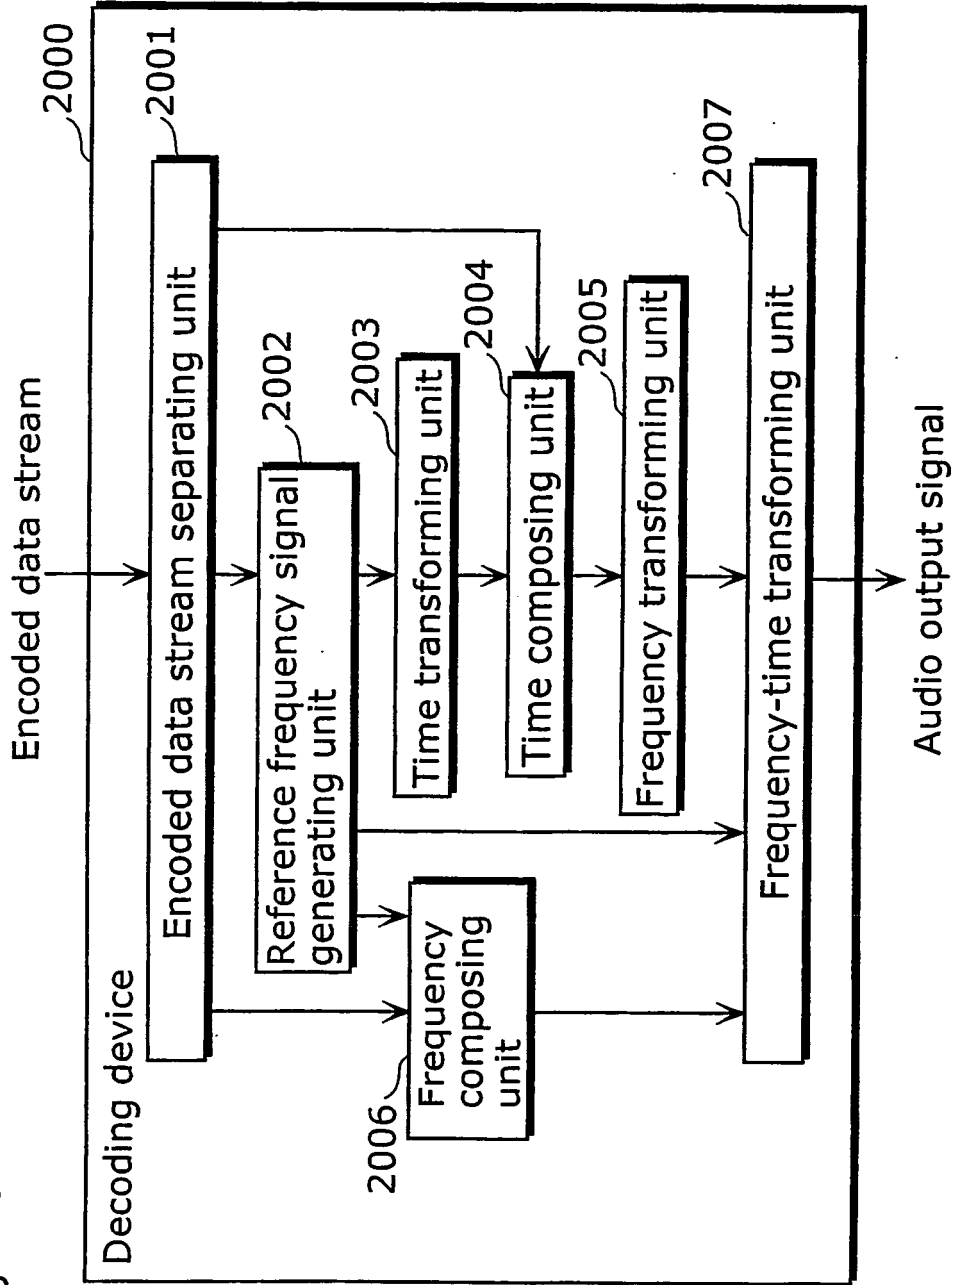 Encoded data stream
2000
Decoding device
2001
Encoded data stream separating unit
2002
Reference frequency signal
generating unit
2003
Time transforming unit
2004
Time composing unit
2005
Frequency transforming unit
2006
Frequency
composing
unit
2007
Frequency-time transforming unit
Audio output signal